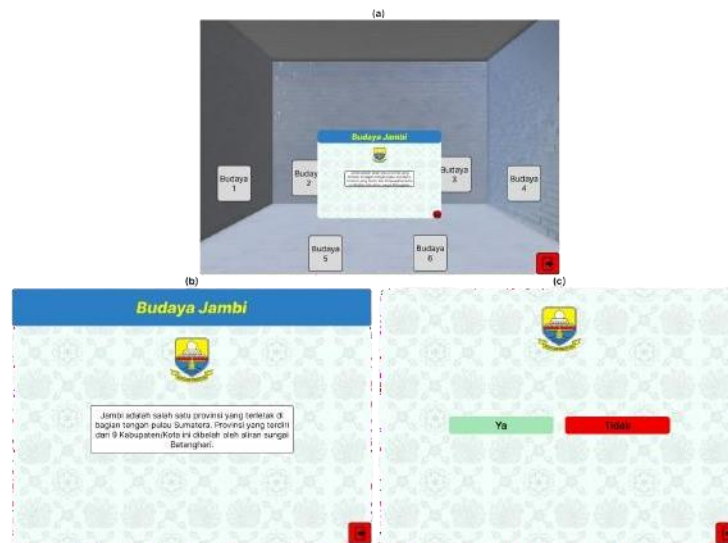 (a)
Budaya Jambi
Budaya
1
Budaya
2
Budaya
3
Budaya
4
Budaya
5
Budaya
6
(b)
Budaya Jambi
Jambi adalah salah satu provinsi yang terletak di
bagian tengah pulau Sumatera. Provinsi yang terdiri
dari 9 Kabupaten/Kota ini dibelah oleh aliran sungai
Batanghari.
(c)
Ya
Tidak